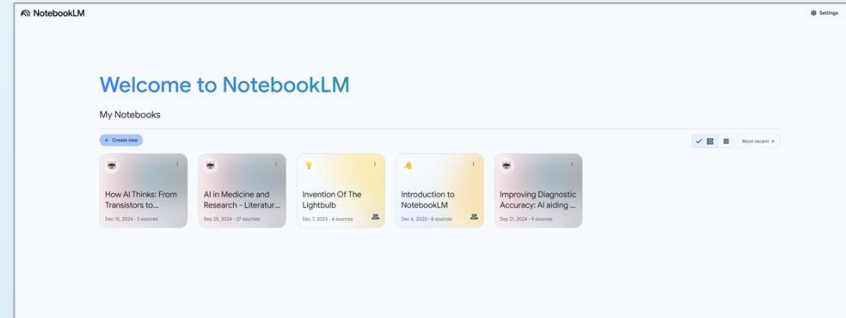 NotebookLM
Settings
Welcome to NotebookLM
My Notebooks
+ Create new
Most recent
How AI Thinks: From
Transistors to...
Dec 15, 2024 · 3 sources
AI in Medicine and
Research - Literatur...
Sep 25, 2024 · 27 sources
Invention Of The
Lightbulb
Dec 7, 2023 · 4 sources
Introduction to
NotebookLM
Dec 6, 2023 · 8 sources
Improving Diagnostic
Accuracy: AI aiding ...
Sep 21, 2024 · 9 sources